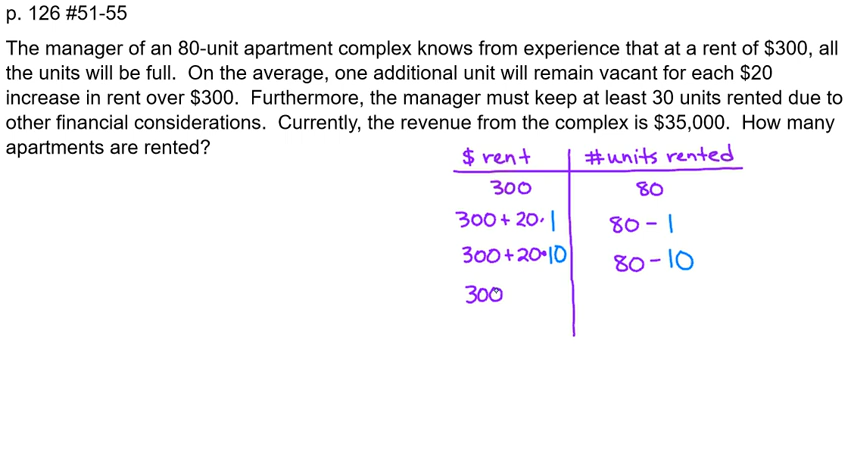 p. 126 #51-55
The manager of an 80-unit apartment complex knows from experience that at a rent of $300, all
the units will be full.  On the average, one additional unit will remain vacant for each $20
increase in rent over $300.  Furthermore, the manager must keep at least 30 units rented due to
other financial considerations.  Currently, the revenue from the complex is $35,000.  How many
apartments are rented?
$ rent | # units rented
300 | 80
300 + 20·1 | 80 - 1
300 + 20·10 | 80 - 10
300